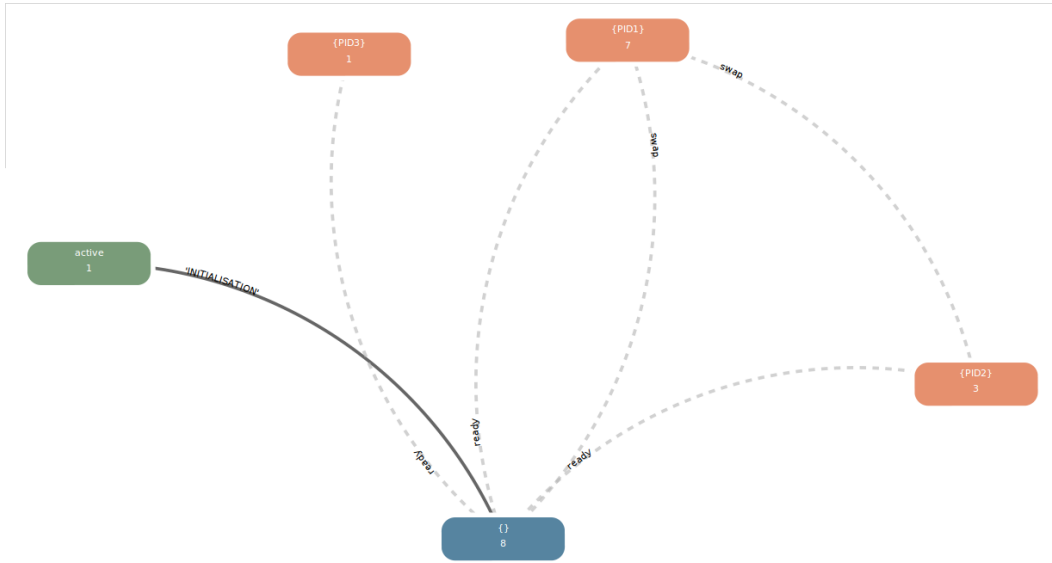 {PID1}
7
{PID3}
1
swap
swap
active
1
'INITIALISATION'
{PID2}
3
ready
ready
ready
{}
8